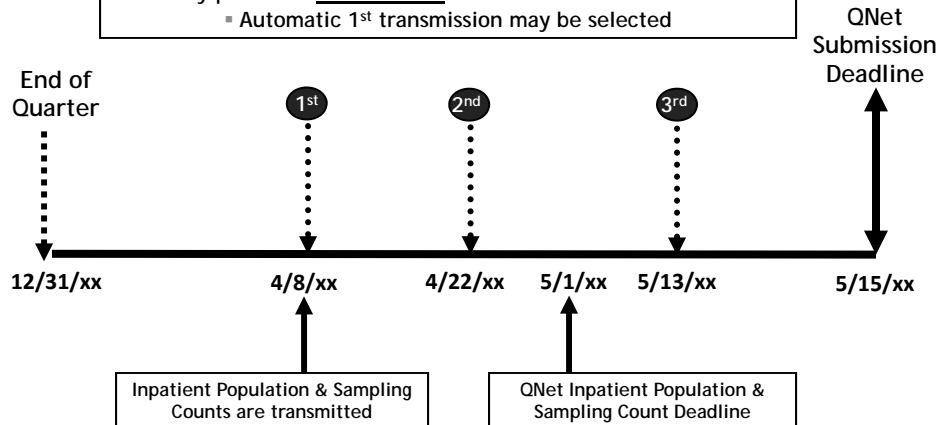 ▪ Automatic 1st transmission may be selected
QNet
Submission
Deadline
End of
Quarter
1st
2nd
3rd
12/31/xx
4/8/xx
4/22/xx
5/1/xx
5/13/xx
5/15/xx
Inpatient Population & Sampling
Counts are transmitted
QNet Inpatient Population &
Sampling Count Deadline